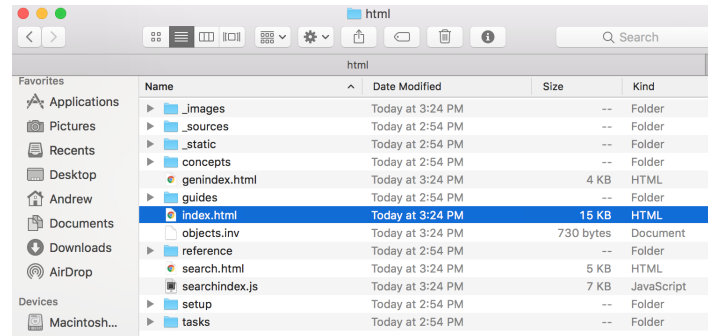 html
Search
html
Favorites
Applications
Pictures
Recents
Desktop
Andrew
Documents
Downloads
AirDrop
Devices
Macintosh...
Name Date Modified Size Kind
_images Today at 3:24 PM -- Folder
_sources Today at 2:54 PM -- Folder
_static Today at 2:54 PM -- Folder
concepts Today at 2:54 PM -- Folder
genindex.html Today at 3:24 PM 4 KB HTML
guides Today at 2:54 PM -- Folder
index.html Today at 3:24 PM 15 KB HTML
objects.inv Today at 3:24 PM 730 bytes Document
reference Today at 2:54 PM -- Folder
search.html Today at 3:24 PM 5 KB HTML
searchindex.js Today at 3:24 PM 7 KB JavaScript
setup Today at 2:54 PM -- Folder
tasks Today at 2:54 PM -- Folder